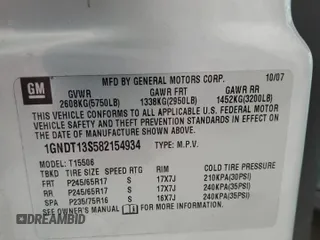 GM
MFD BY GENERAL MOTORS CORP. 10/07
GVWR GAWR FRT GAWR RR
2608KG(5750LB) 1338KG(2950LB) 1452KG(3200LB)
THIS VEHICLE CONFORMS TO ALL APPLICABLE U.S. FEDERAL MOTOR
VEHICLE SAFETY AND THEFT PREVENTION STANDARDS IN EFFECT ON
THE DATE OF MANUFACTURE SHOWN ABOVE.
1GNDT13S582154934 TYPE: M.P.V.
MODEL: T15506
TBKD TIRE SIZE SPEED RTG RIM COLD TIRE PRESSURE
FRT P245/65R17 S 17X7J 210KPA(30PSI)
RR P245/65R17 S 17X7J 240KPA(35PSI)
SPA P235/75R16 S 16X7J 240KPA(35PSI)
SEE OWNER'S MANUAL FOR ADDITIONAL INFORMATION
DREAMBID